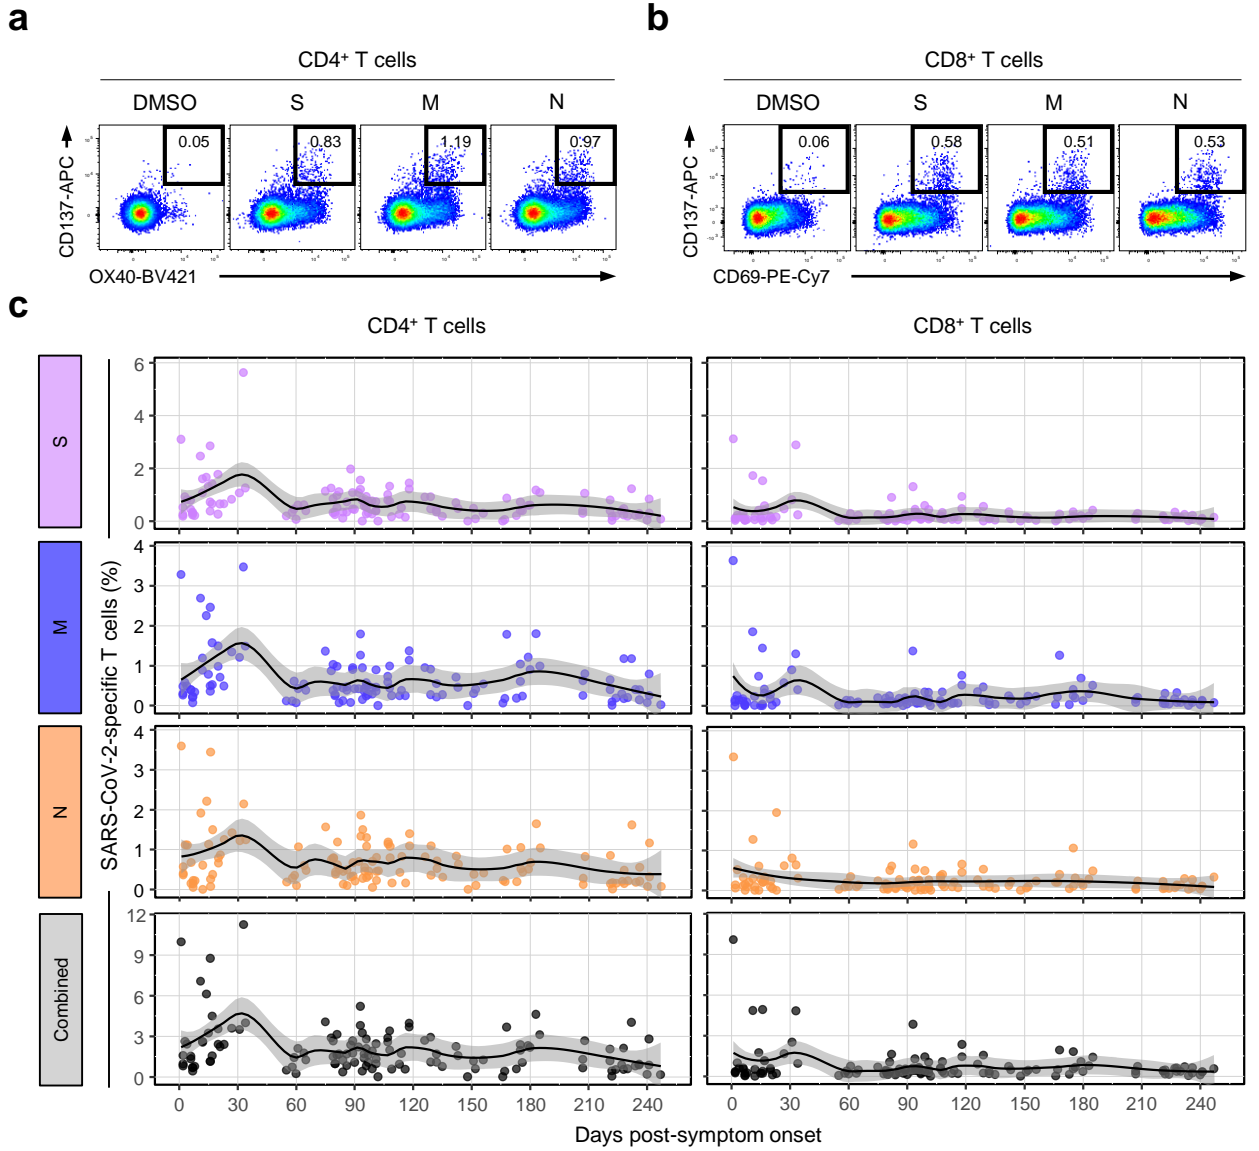 a
b
CD4⁺ T cells
CD8⁺ T cells
DMSO
S
M
N
DMSO
S
M
N
0.05
0.83
1.19
0.97
0.06
0.58
0.51
0.53
CD137-APC
CD137-APC
OX40-BV421
CD69-PE-Cy7
c
CD4⁺ T cells
CD8⁺ T cells
SARS-CoV-2-specific T cells (%)
S
6
4
2
0
M
4
3
2
1
0
N
4
3
2
1
0
Combined
12
9
6
3
0
0 30 60 90 120 150 180 210 240
0 30 60 90 120 150 180 210 240
Days post-symptom onset